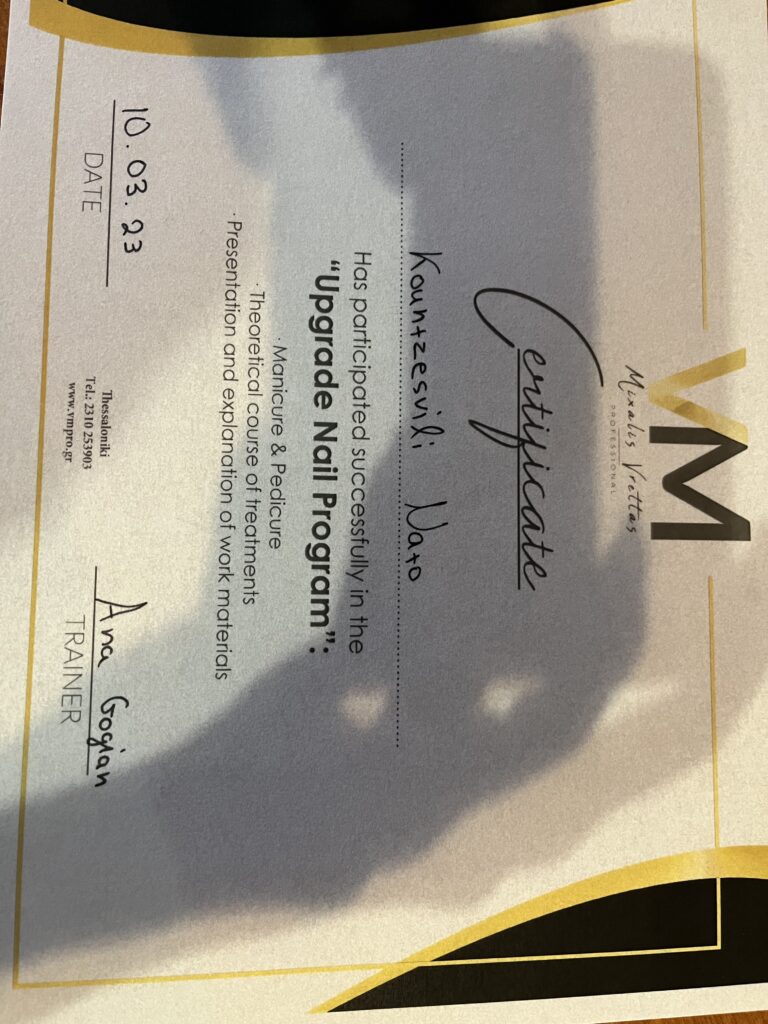 VM
Mixalis Vrettas
PROFESSIONAL
Certificate
Kountzesvili Nato
Has participated successfully in the
“Upgrade Nail Program”:
· Manicure & Pedicure
· Theoretical course of treatments
· Presentation and explanation of work materials
10.03.23
DATE
Thessaloniki
Tel.: 2310 253903
www.vmpro.gr
Ana Gogian
TRAINER